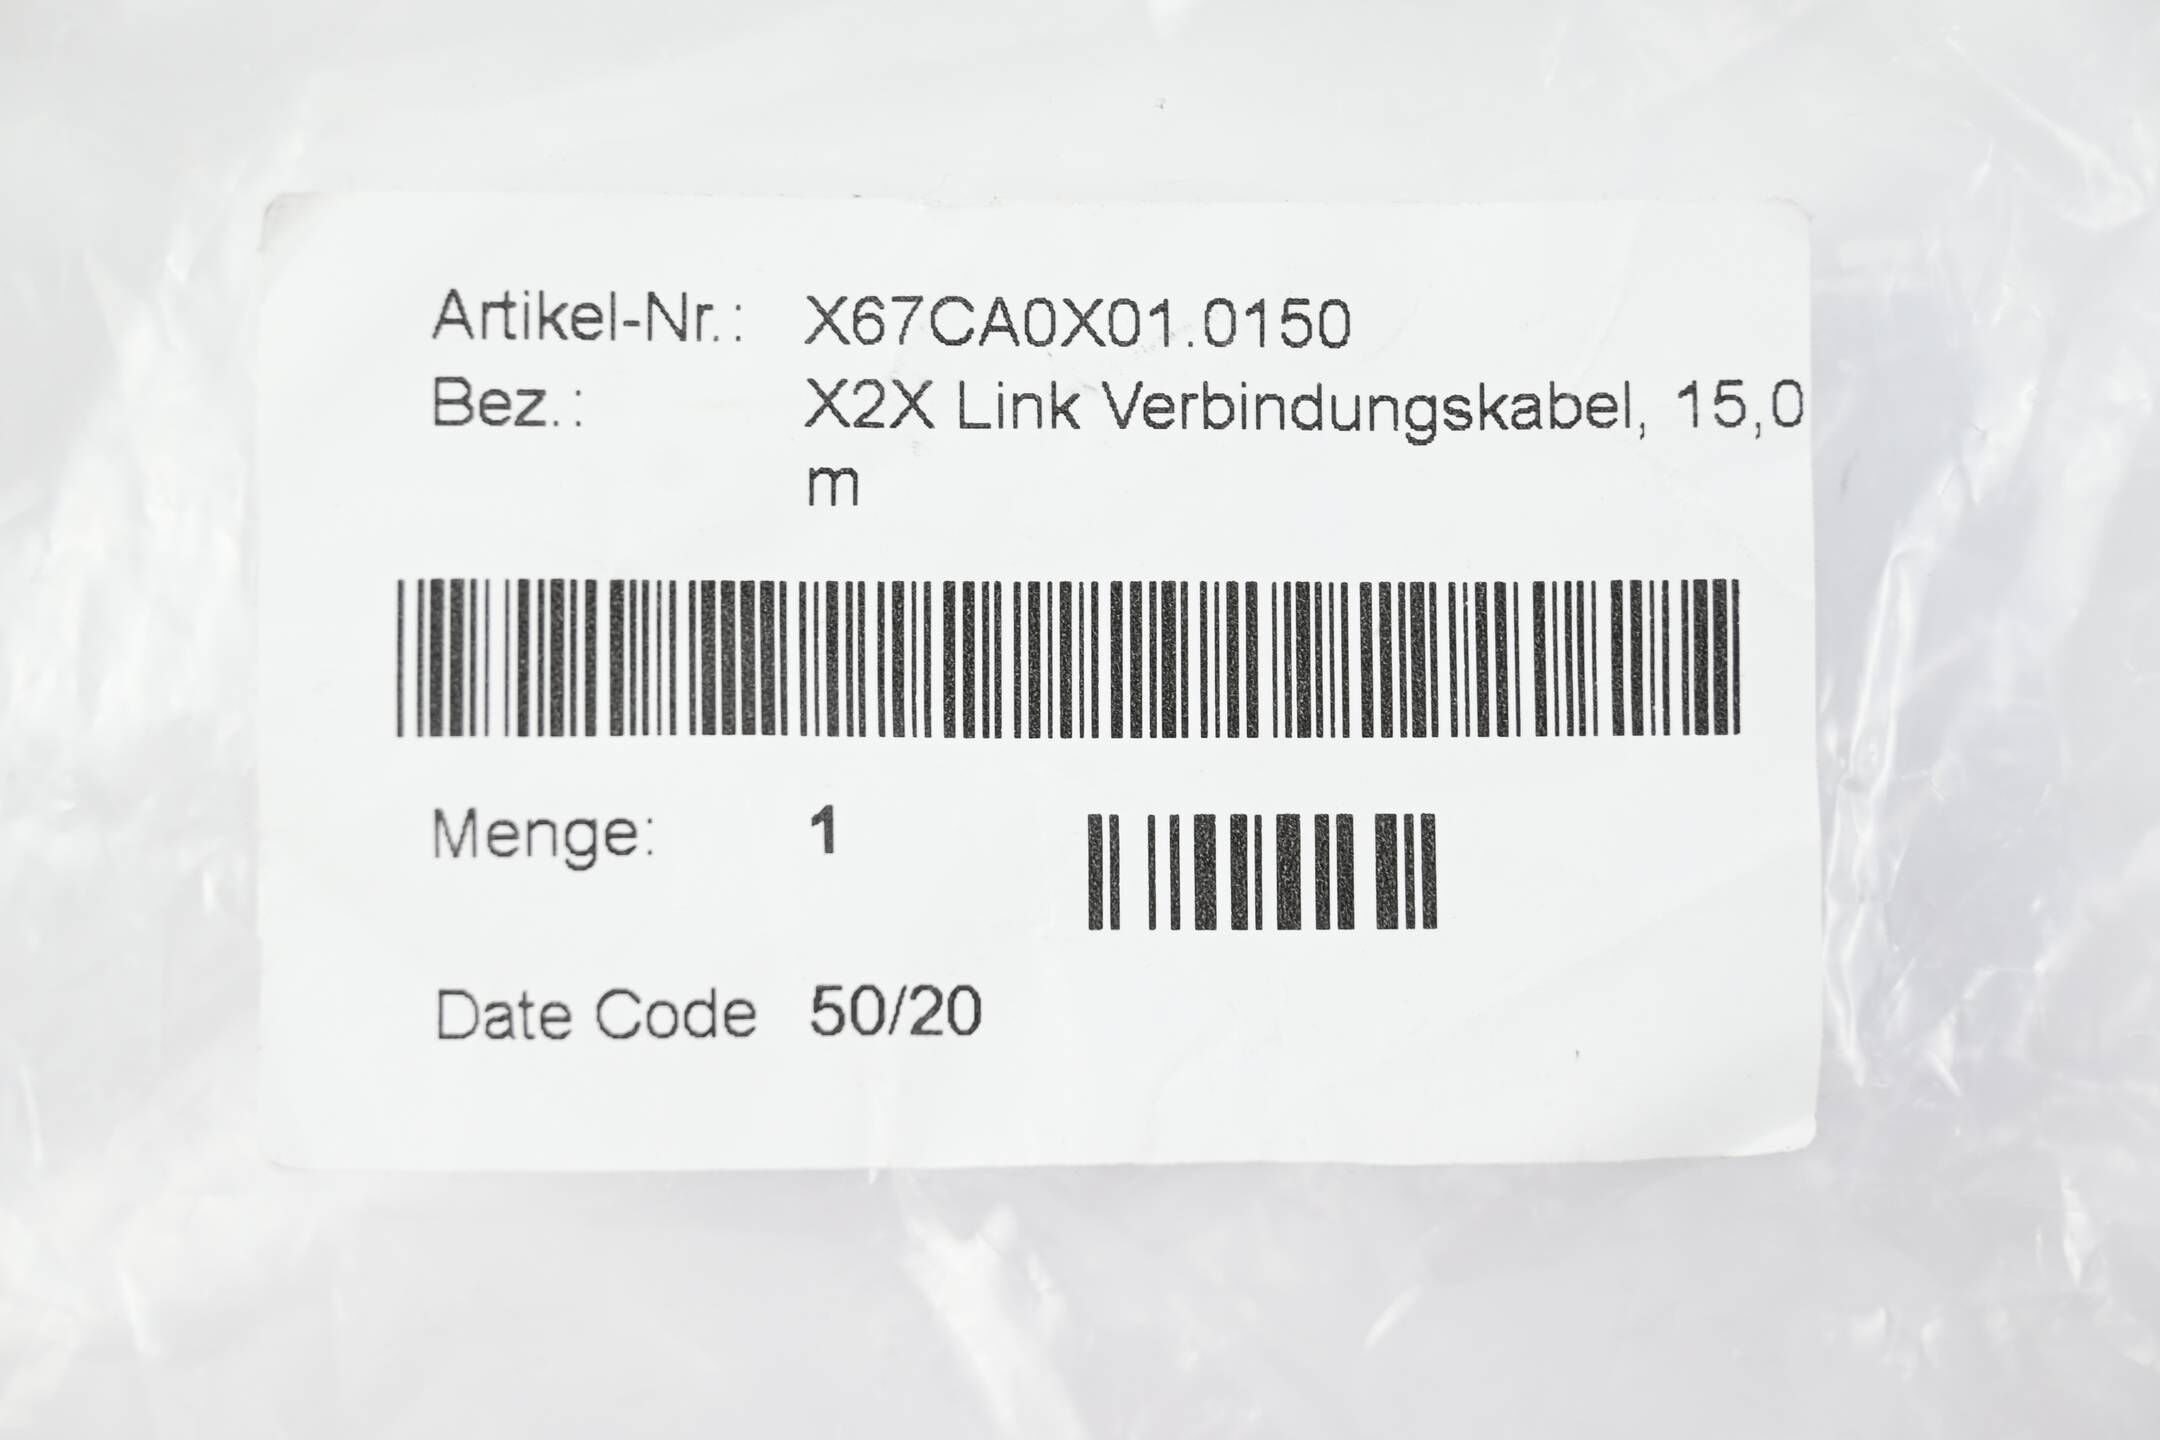 Artikel-Nr.: X67CA0X01.0150
Bez.: X2X Link Verbindungskabel, 15,0
m
Menge: 1
Date Code 50/20